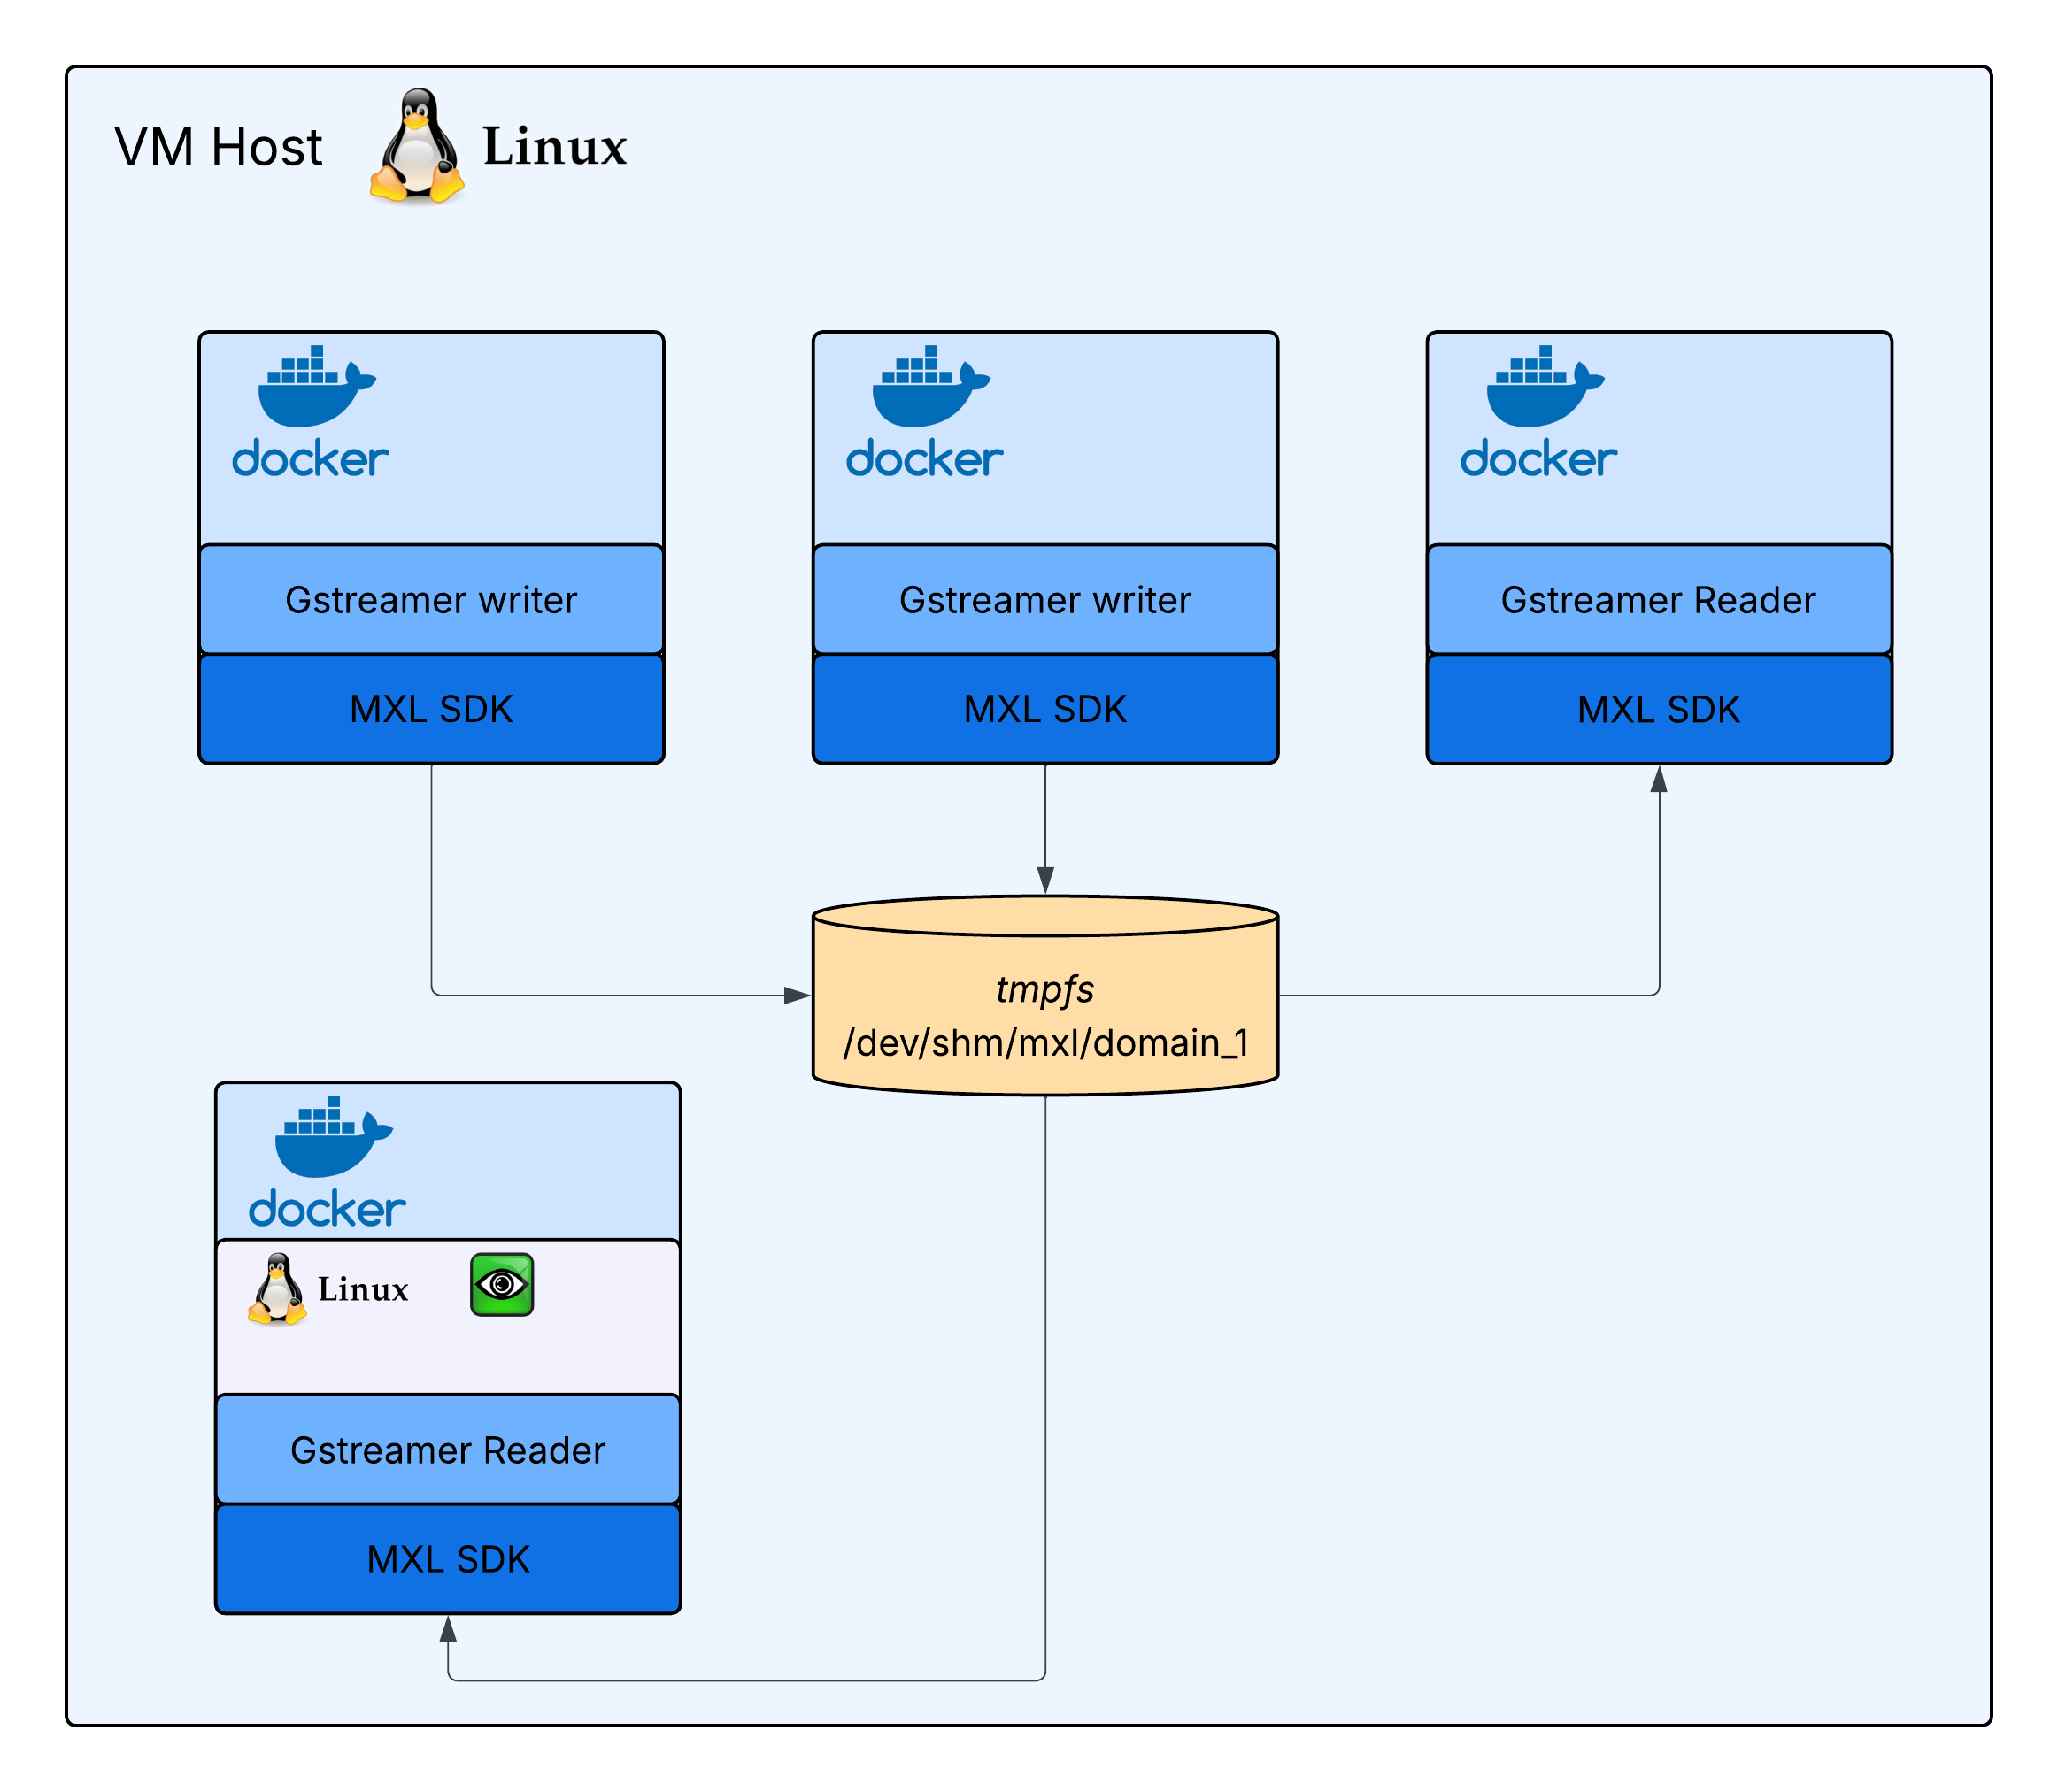 VM Host
Linux
docker
docker
docker
Gstreamer writer
Gstreamer writer
Gstreamer Reader
MXL SDK
MXL SDK
MXL SDK
tmpfs
/dev/shm/mxl/domain_1
docker
Linux
Gstreamer Reader
MXL SDK